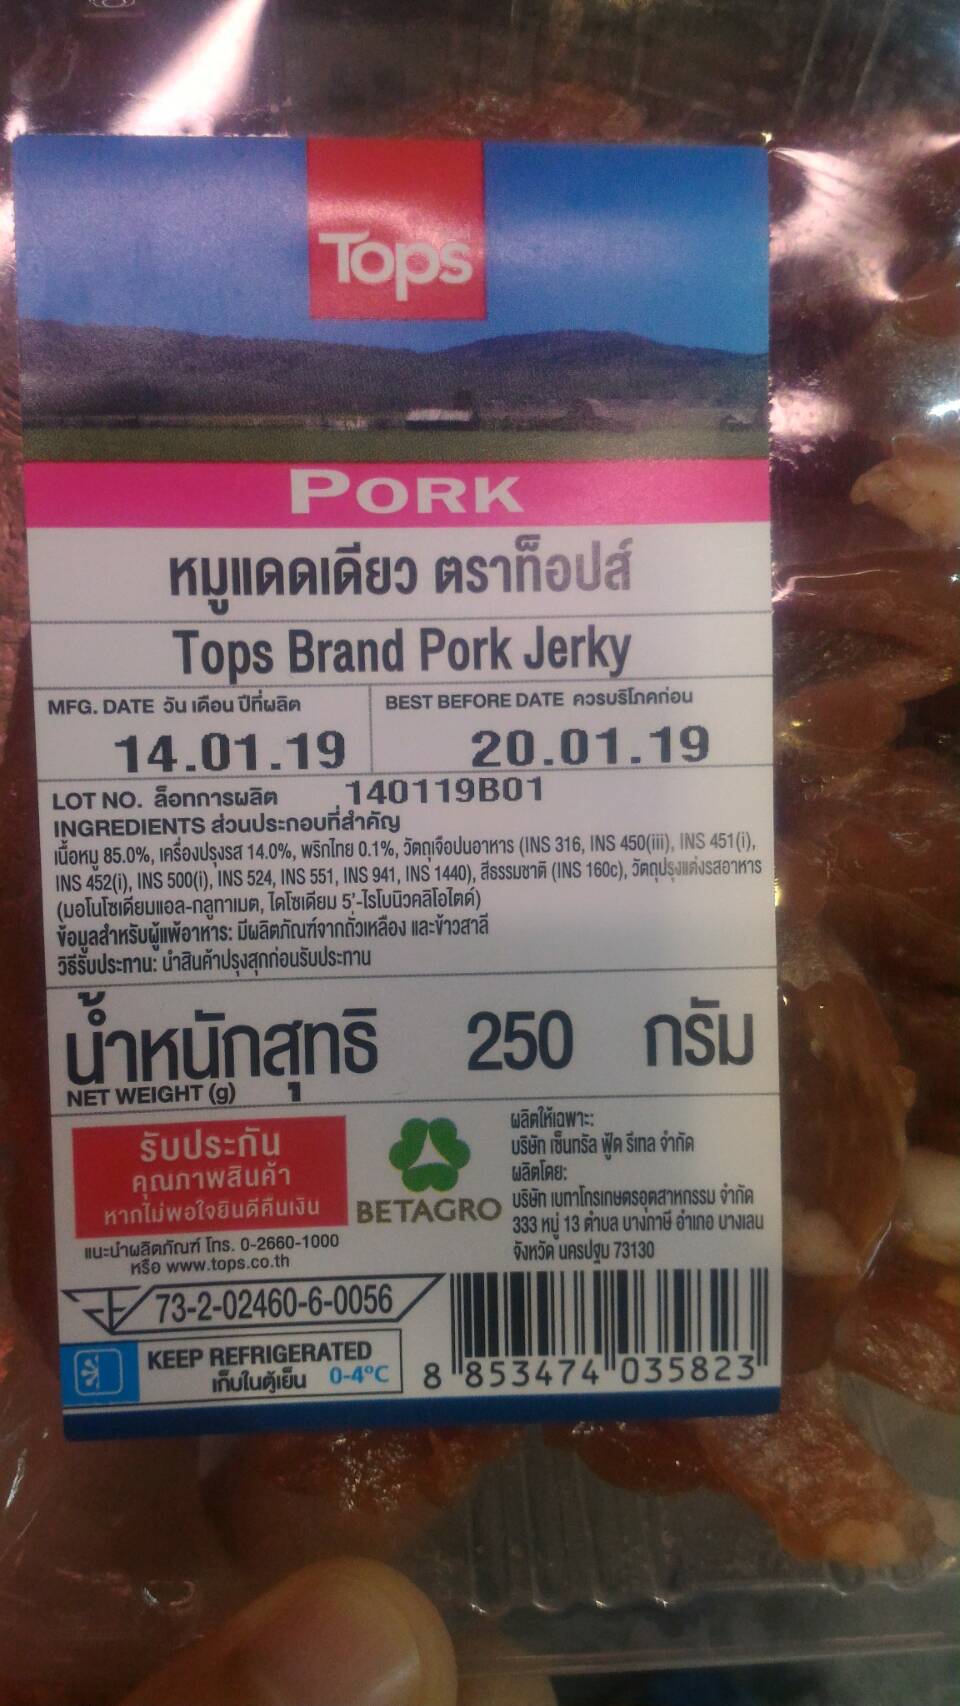 Tops
PORK
หมูแดดเดียว ตราท็อปส์
Tops Brand Pork Jerky
MFG. DATE วัน เดือน ปีที่ผลิต
14.01.19
BEST BEFORE DATE ควรบริโภคก่อน
20.01.19
LOT NO. ล็อทการผลิต 140119B01
INGREDIENTS ส่วนประกอบที่สำคัญ
เนื้อหมู 85.0%, เครื่องปรุงรส 14.0%, พริกไทย 0.1%, วัตถุเจือปนอาหาร (INS 316, INS 450(iii), INS 451(i),
INS 452(i), INS 500(i), INS 524, INS 551, INS 941, INS 1440), สีธรรมชาติ (INS 160c), วัตถุปรุงแต่งรสอาหาร
(มอโนโซเดียมแอล-กลูทาเมต, ไดโซเดียม 5'-ไรโบนิวคลิโอไตด์)
ข้อมูลสำหรับผู้แพ้อาหาร: มีผลิตภัณฑ์จากถั่วเหลือง และข้าวสาลี
วิธีรับประทาน: นำสินค้าปรุงสุกก่อนรับประทาน
น้ำหนักสุทธิ 250 กรัม
NET WEIGHT (g)
รับประกัน
คุณภาพสินค้า
หากไม่พอใจยินดีคืนเงิน
แนะนำผลิตภัณฑ์ โทร. 0-2660-1000
หรือ www.tops.co.th
BETAGRO
ผลิตให้เฉพาะ:
บริษัท เซ็นทรัล ฟู้ด รีเทล จำกัด
ผลิตโดย:
บริษัท เบทาโกรเกษตรอุตสาหกรรม จำกัด
333 หมู่ 13 ตำบล บางภาษี อำเภอ บางเลน
จังหวัด นครปฐม 73130
73-2-02460-6-0056
KEEP REFRIGERATED
เก็บในตู้เย็น 0-4°C
8 853474 035823